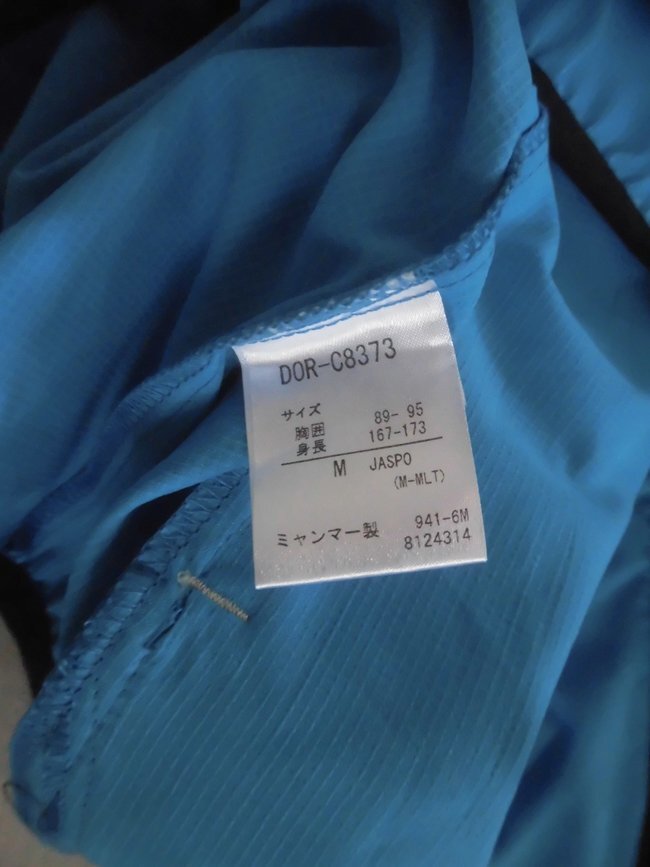 DOR-C8373
サイズ
胸囲 89- 95
身長 167-173
M JASPO
(M-MLT)
ミャンマー製 941-6M
8124314